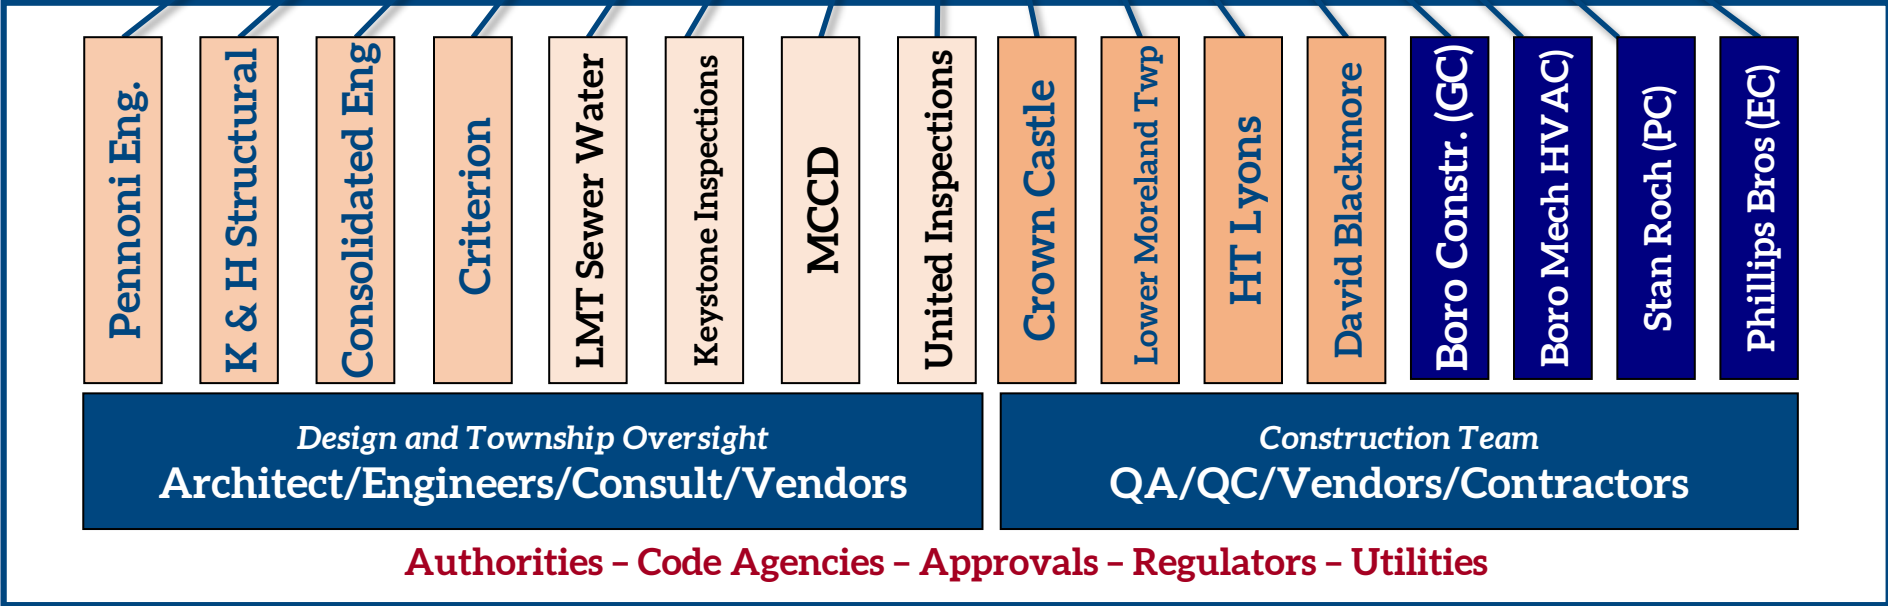 Pennoni Eng.
K & H Structural
Consolidated Eng
Criterion
LMT Sewer Water
Keystone Inspections
MCCD
United Inspections
Crown Castle
Lower Moreland Twp
HT Lyons
David Blackmore
Boro Constr. (GC)
Boro Mech HVAC)
Stan Roch (PC)
Phillips Bros (EC)
Design and Township Oversight
Architect/Engineers/Consult/Vendors
Construction Team
QA/QC/Vendors/Contractors
Authorities – Code Agencies – Approvals – Regulators – Utilities